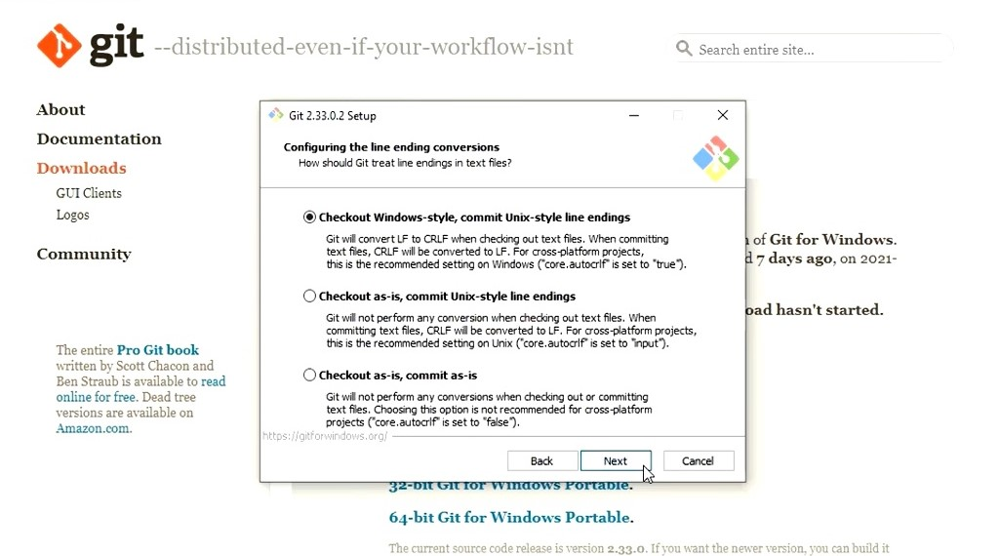 git --distributed-even-if-your-workflow-isnt
Search entire site...
About
Documentation
Downloads
GUI Clients
Logos
Community
The entire Pro Git book
written by Scott Chacon and
Ben Straub is available to read
online for free. Dead tree
versions are available on
Amazon.com.
Git 2.33.0.2 Setup
Configuring the line ending conversions
How should Git treat line endings in text files?
Checkout Windows-style, commit Unix-style line endings
Git will convert LF to CRLF when checking out text files. When committing
text files, CRLF will be converted to LF. For cross-platform projects,
this is the recommended setting on Windows ("core.autocrlf" is set to "true").
Checkout as-is, commit Unix-style line endings
Git will not perform any conversion when checking out text files. When
committing text files, CRLF will be converted to LF. For cross-platform projects,
this is the recommended setting on Unix ("core.autocrlf" is set to "input").
Checkout as-is, commit as-is
Git will not perform any conversions when checking out or committing
text files. Choosing this option is not recommended for cross-platform
projects ("core.autocrlf" is set to "false").
https://gitforwindows.org/
Back
Next
Cancel
of Git for Windows.
7 days ago, on 2021-
hasn't started.
32-bit Git for Windows Portable.
64-bit Git for Windows Portable.
The current source code release is version 2.33.0. If you want the newer version, you can build it